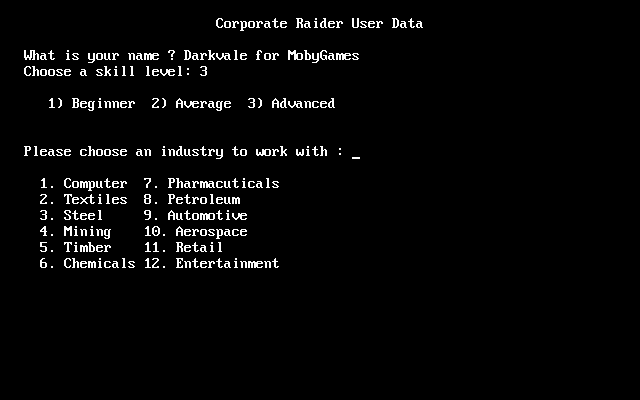 Corporate Raider User Data
What is your name ? Darkvale for MobyGames
Choose a skill level: 3
1) Beginner 2) Average 3) Advanced
Please choose an industry to work with : _
1. Computer 7. Pharmacuticals
2. Textiles 8. Petroleum
3. Steel 9. Automotive
4. Mining 10. Aerospace
5. Timber 11. Retail
6. Chemicals 12. Entertainment